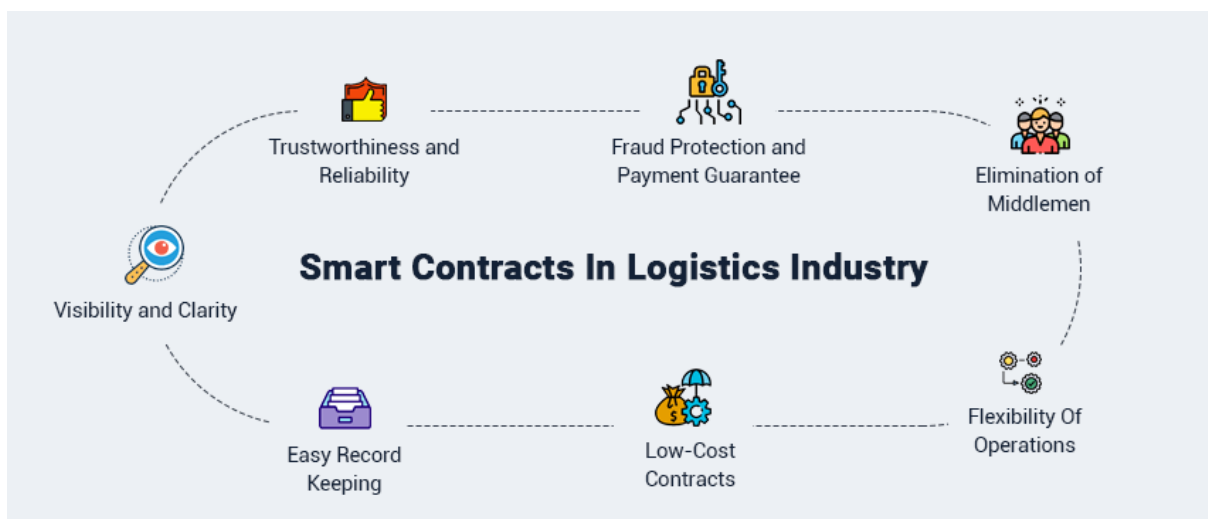 Trustworthiness and
Reliability
Fraud Protection and
Payment Guarantee
Elimination of
Middlemen
Smart Contracts In Logistics Industry
Visibility and Clarity
Flexibility Of
Operations
Low-Cost
Contracts
Easy Record
Keeping